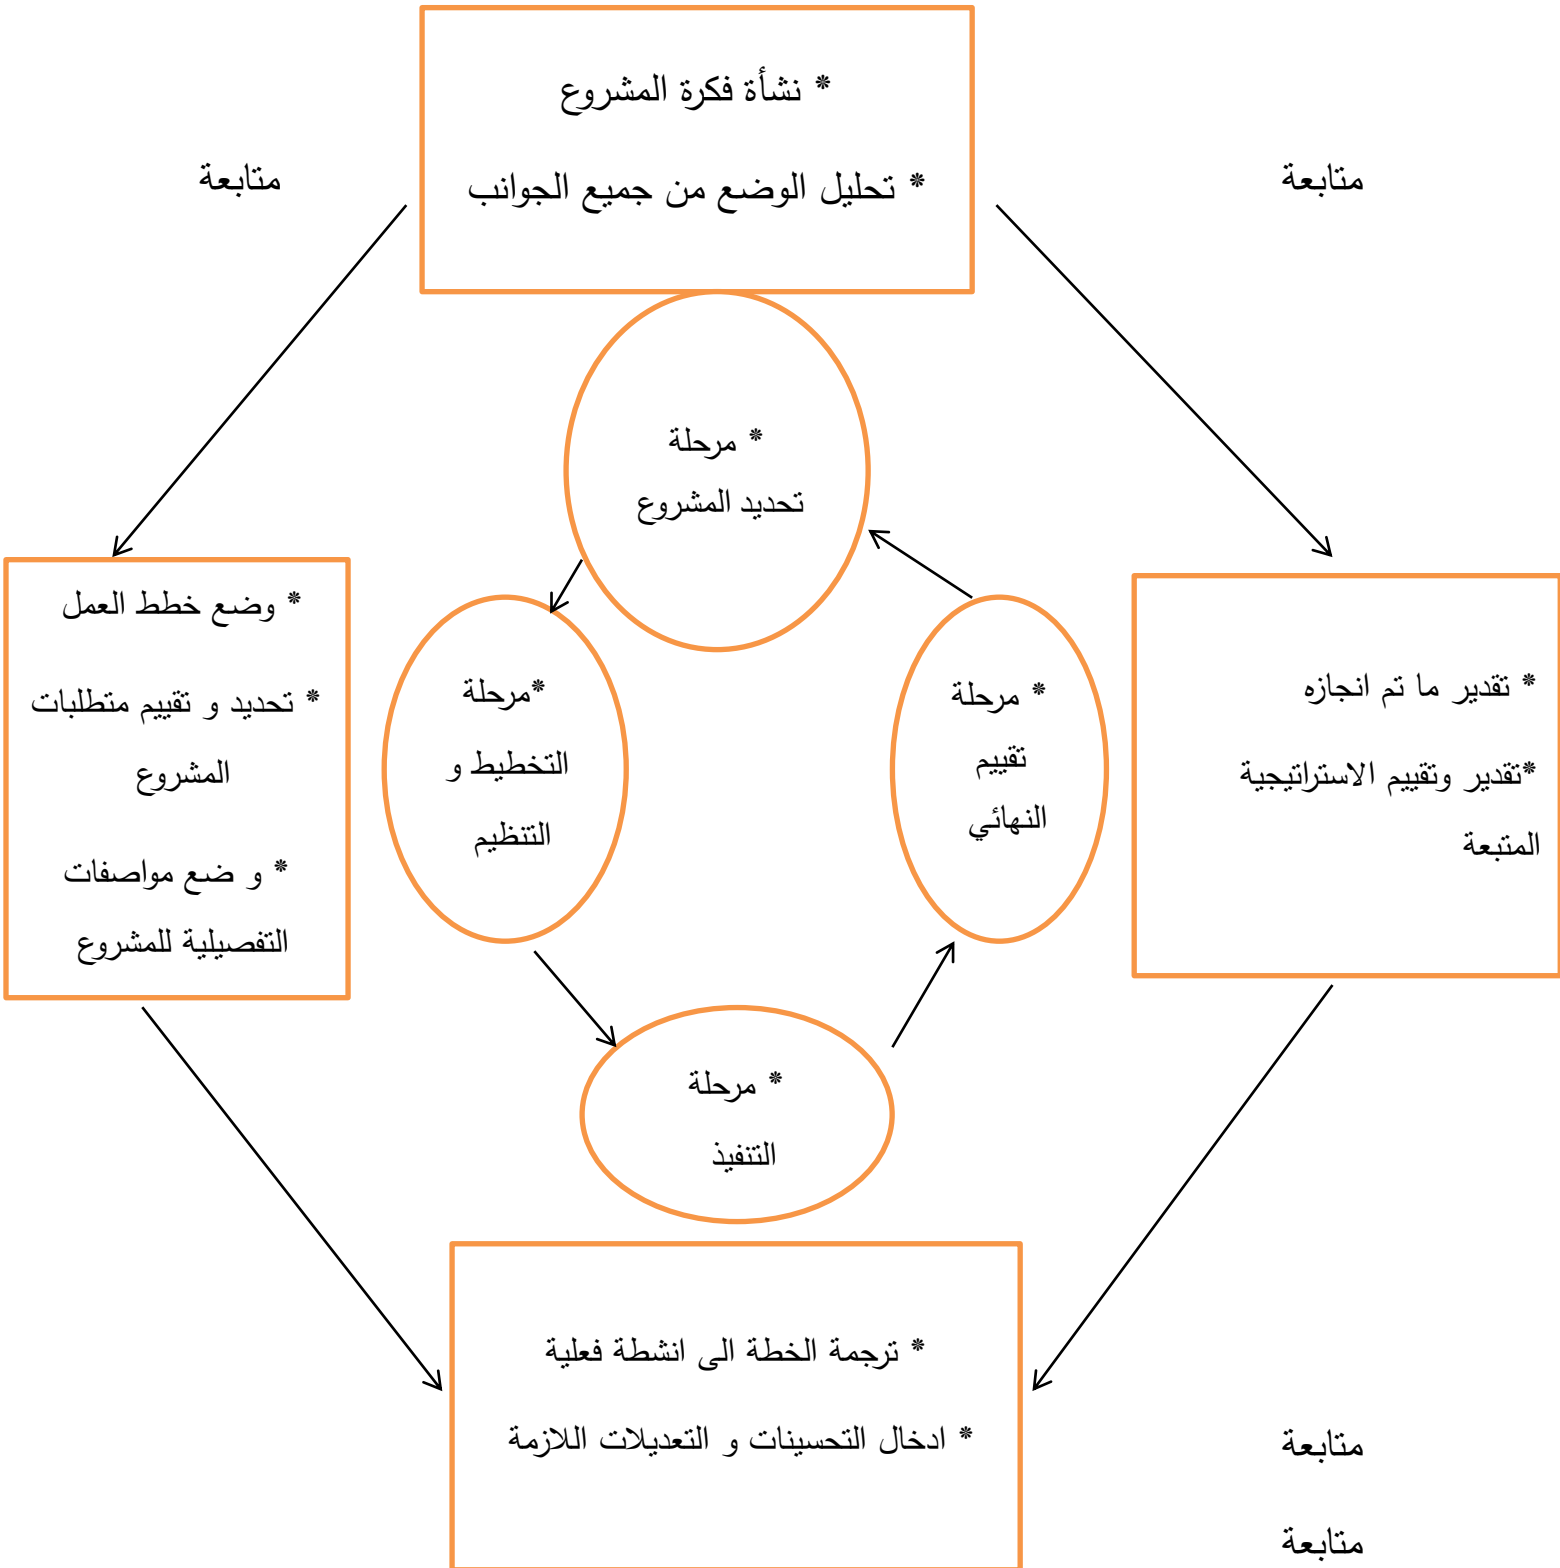 * نشأة فكرة المشروع
متابعة
* تحليل الوضع من جميع الجوانب
متابعة
* مرحلة
تحديد المشروع
* تقدير ما تم انجازه
*تقدير وتقييم الاستراتيجية
المتبعة
* مرحلة
تقييم
النهائي
*مرحلة
التخطيط و
التنظيم
* وضع خطط العمل
* تحديد و تقييم متطلبات
المشروع
* و ضع مواصفات
التفصيلية للمشروع
* مرحلة
التنفيذ
* ترجمة الخطة الى انشطة فعلية
* ادخال التحسينات و التعديلات اللازمة
متابعة
متابعة